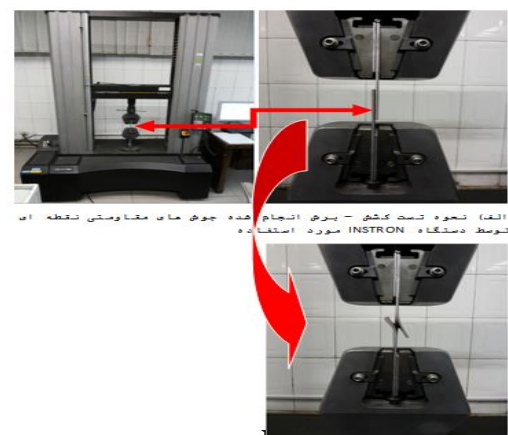 الف) نحوه تست کشش – برش انجام شده جوش های مقاومتی نقطه ای
توسط دستگاه INSTRON مورد استفاده